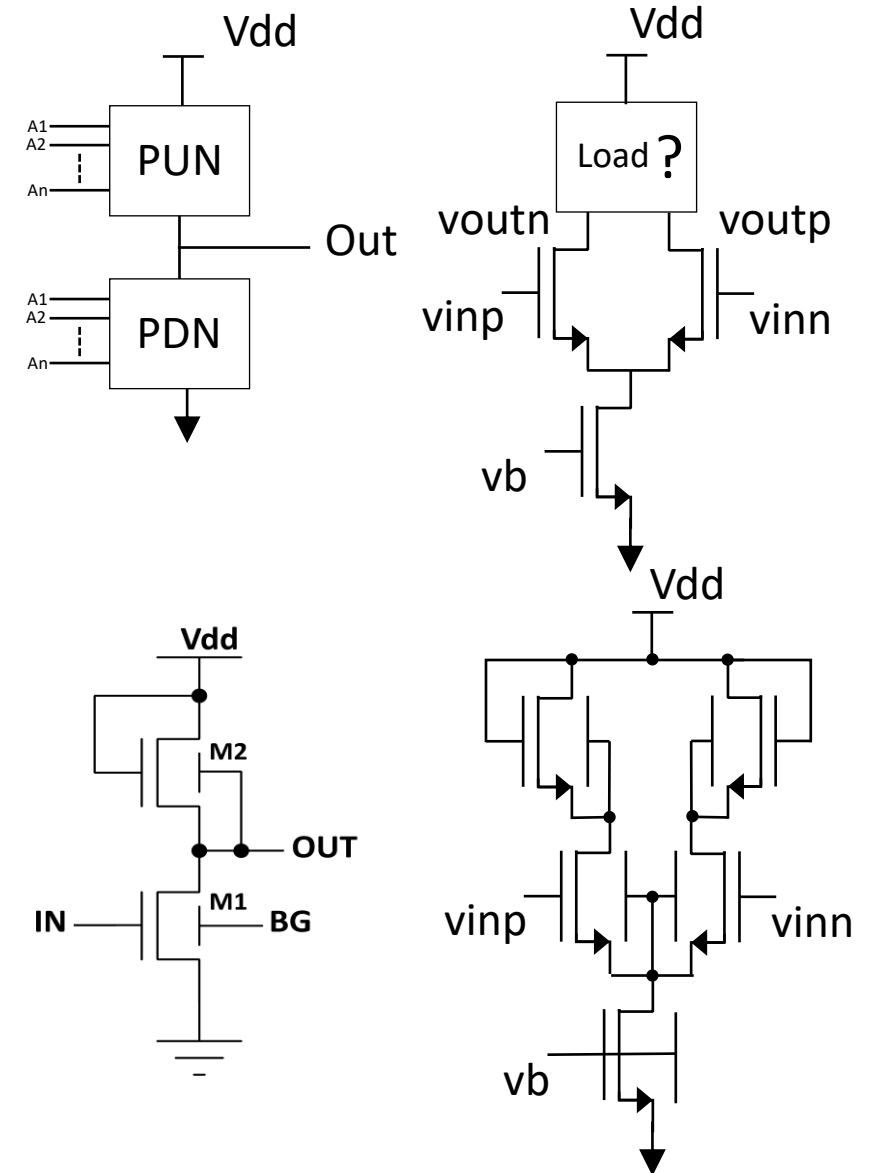 Vdd
A1
A2
An
PUN
Out
A1
A2
An
PDN
Vdd
Load ?
voutn
voutp
vinp
vinn
vb
Vdd
M2
OUT
M1
IN
BG
Vdd
vinp
vinn
vb